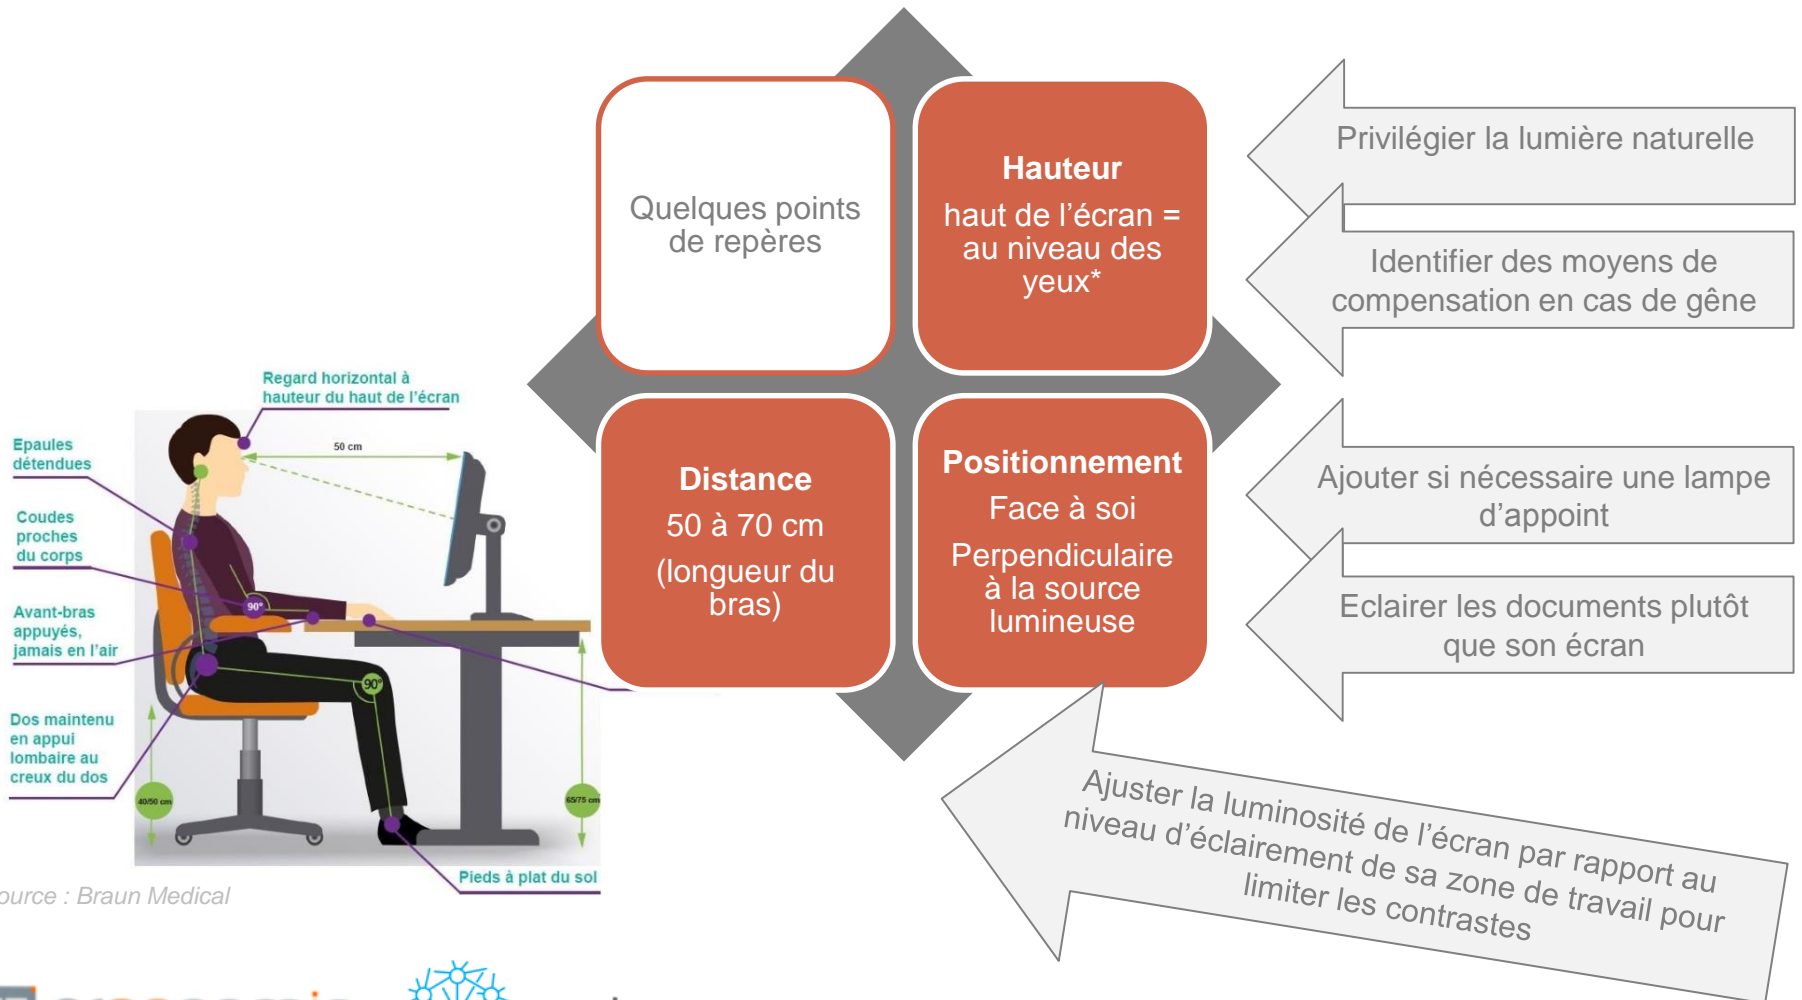 Quelques points
de repères
Hauteur
haut de l’écran =
au niveau des
yeux*
Distance
50 à 70 cm
(longueur du
bras)
Positionnement
Face à soi
Perpendiculaire
à la source
lumineuse
Privilégier la lumière naturelle
Identifier des moyens de
compensation en cas de gêne
Ajouter si nécessaire une lampe
d’appoint
Eclairer les documents plutôt
que son écran
Ajuster la luminosité de l’écran par rapport au
niveau d’éclairement de sa zone de travail pour
limiter les contrastes
Regard horizontal à
hauteur du haut de l’écran
50 cm
Epaules
détendues
Coudes
proches
du corps
90°
Avant-bras
appuyés,
jamais en l’air
90°
Dos maintenu
en appui
lombaire au
creux du dos
40/50 cm
65/75 cm
Pieds à plat du sol
: Braun Medical